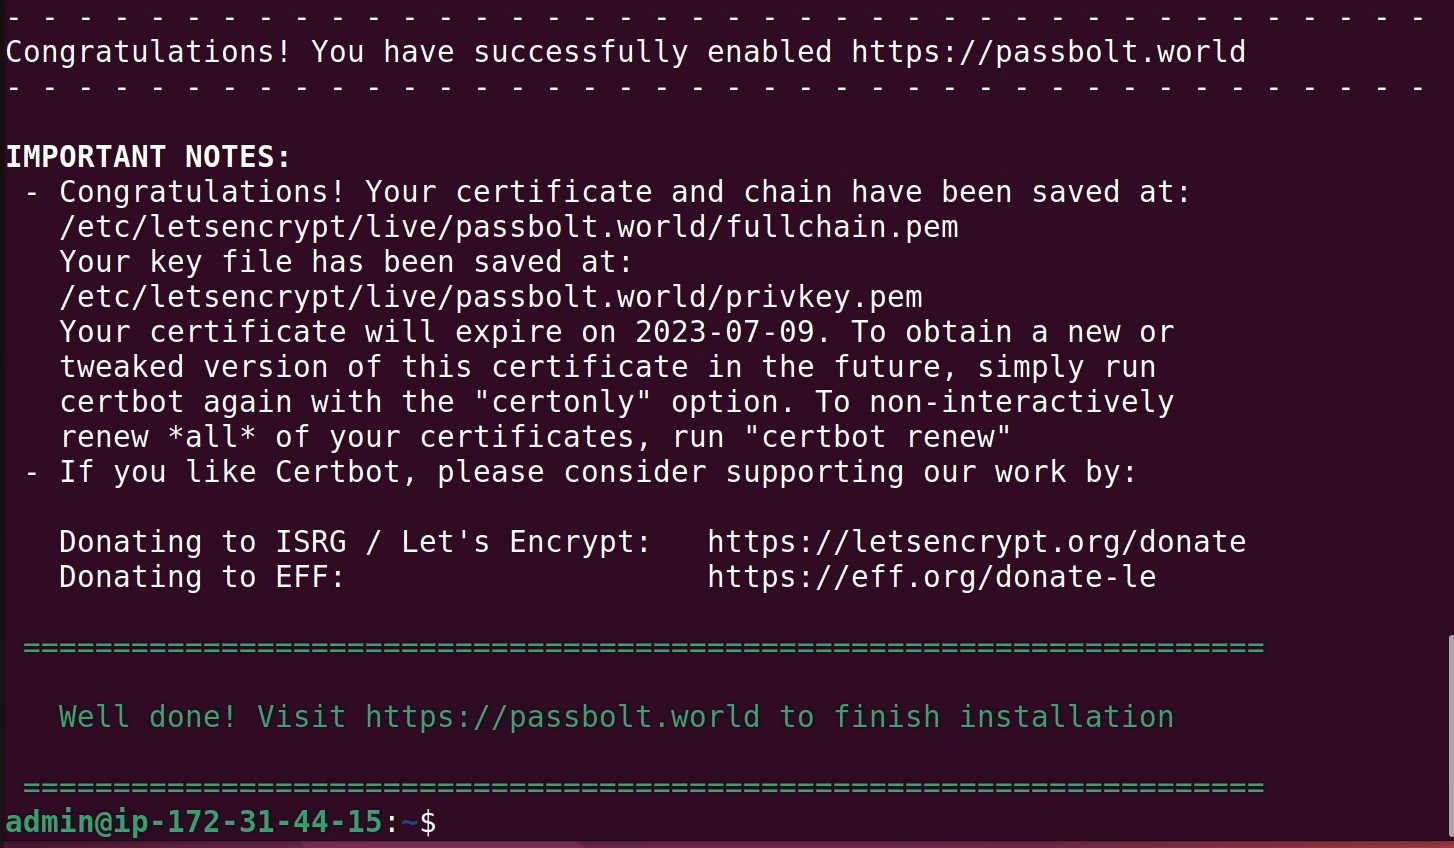 - - - - - - - - - - - - - - - - - - - - - - - - - - - - - - - - - - - - - - - -
Congratulations! You have successfully enabled https://passbolt.world
- - - - - - - - - - - - - - - - - - - - - - - - - - - - - - - - - - - - - - - -
IMPORTANT NOTES:
- Congratulations! Your certificate and chain have been saved at:
/etc/letsencrypt/live/passbolt.world/fullchain.pem
Your key file has been saved at:
/etc/letsencrypt/live/passbolt.world/privkey.pem
Your certificate will expire on 2023-07-09. To obtain a new or
tweaked version of this certificate in the future, simply run
certbot again with the "certonly" option. To non-interactively
renew *all* of your certificates, run "certbot renew"
- If you like Certbot, please consider supporting our work by:
Donating to ISRG / Let's Encrypt:   https://letsencrypt.org/donate
Donating to EFF:                    https://eff.org/donate-le
=====================================================================
Well done! Visit https://passbolt.world to finish installation
=====================================================================
admin@ip-172-31-44-15:~$